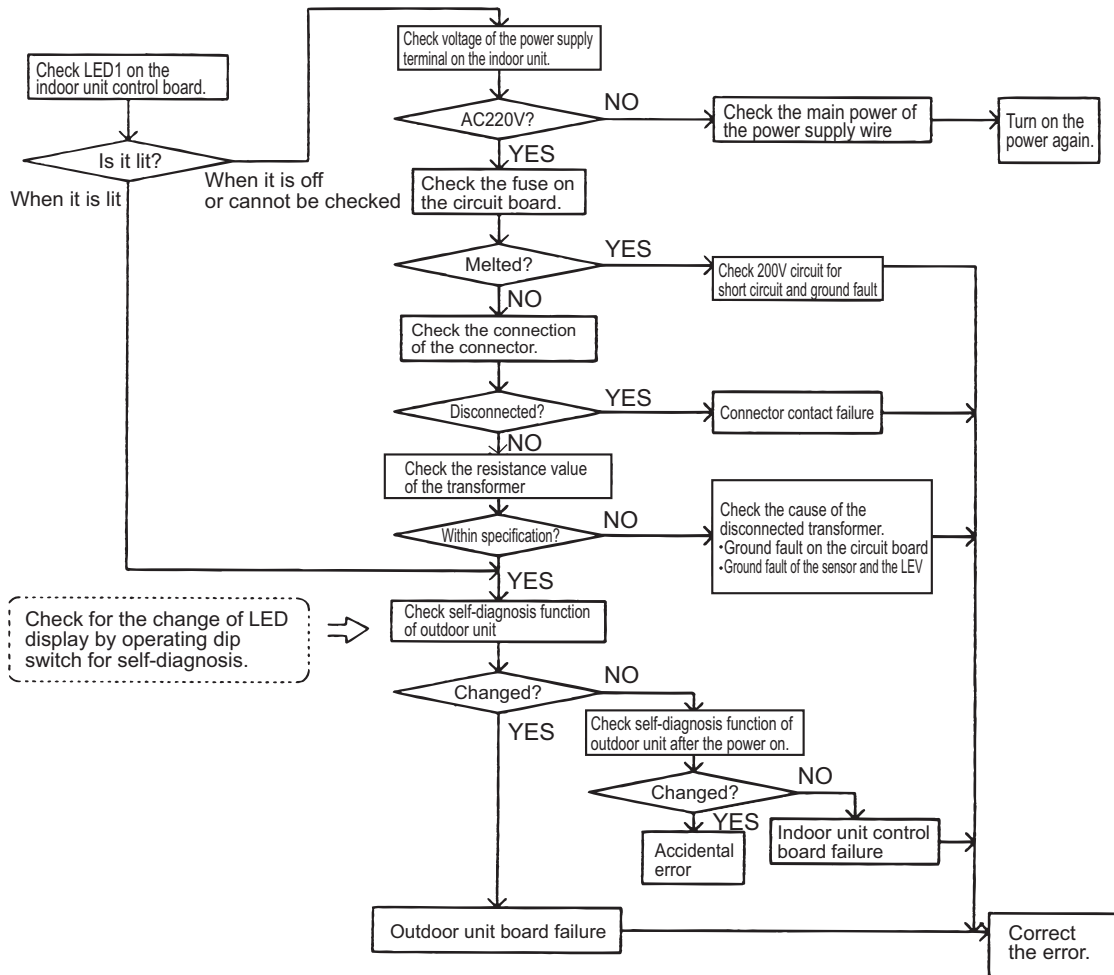 Check LED1 on the
indoor unit control board.
Is it lit?
When it is lit
When it is off
or cannot be checked
Check voltage of the power supply
terminal on the indoor unit.
AC220V?
NO
Check the main power of
the power supply wire
Turn on the
power again.
YES
Check the fuse on
the circuit board.
Melted?
YES
Check 200V circuit for
short circuit and ground fault
NO
Check the connection
of the connector.
Disconnected?
YES
Connector contact failure
NO
Check the resistance value
of the transformer
Within specification?
NO
Check the cause of the
disconnected transformer.
•Ground fault on the circuit board
•Ground fault of the sensor and the LEV
YES
Check for the change of LED
display by operating dip
switch for self-diagnosis.
Check self-diagnosis function
of outdoor unit
Changed?
NO
YES
Check self-diagnosis function of
outdoor unit after the power on.
Changed?
NO
YES
Accidental
error
Indoor unit control
board failure
Outdoor unit board failure
Correct
the error.